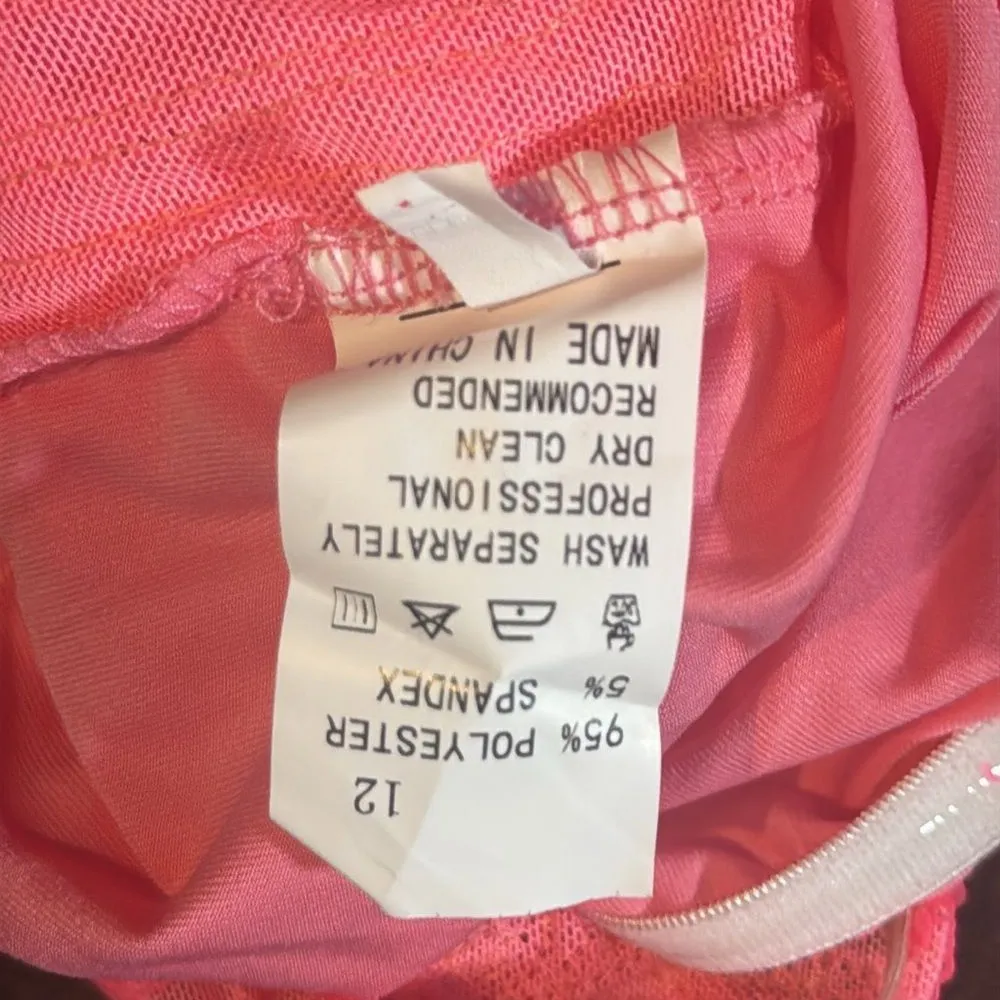 12
95% POLYESTER
5% SPANDEX
WASH SEPARATELY
PROFESSIONAL
DRY CLEAN
RECOMMENDED
MADE IN CHINA